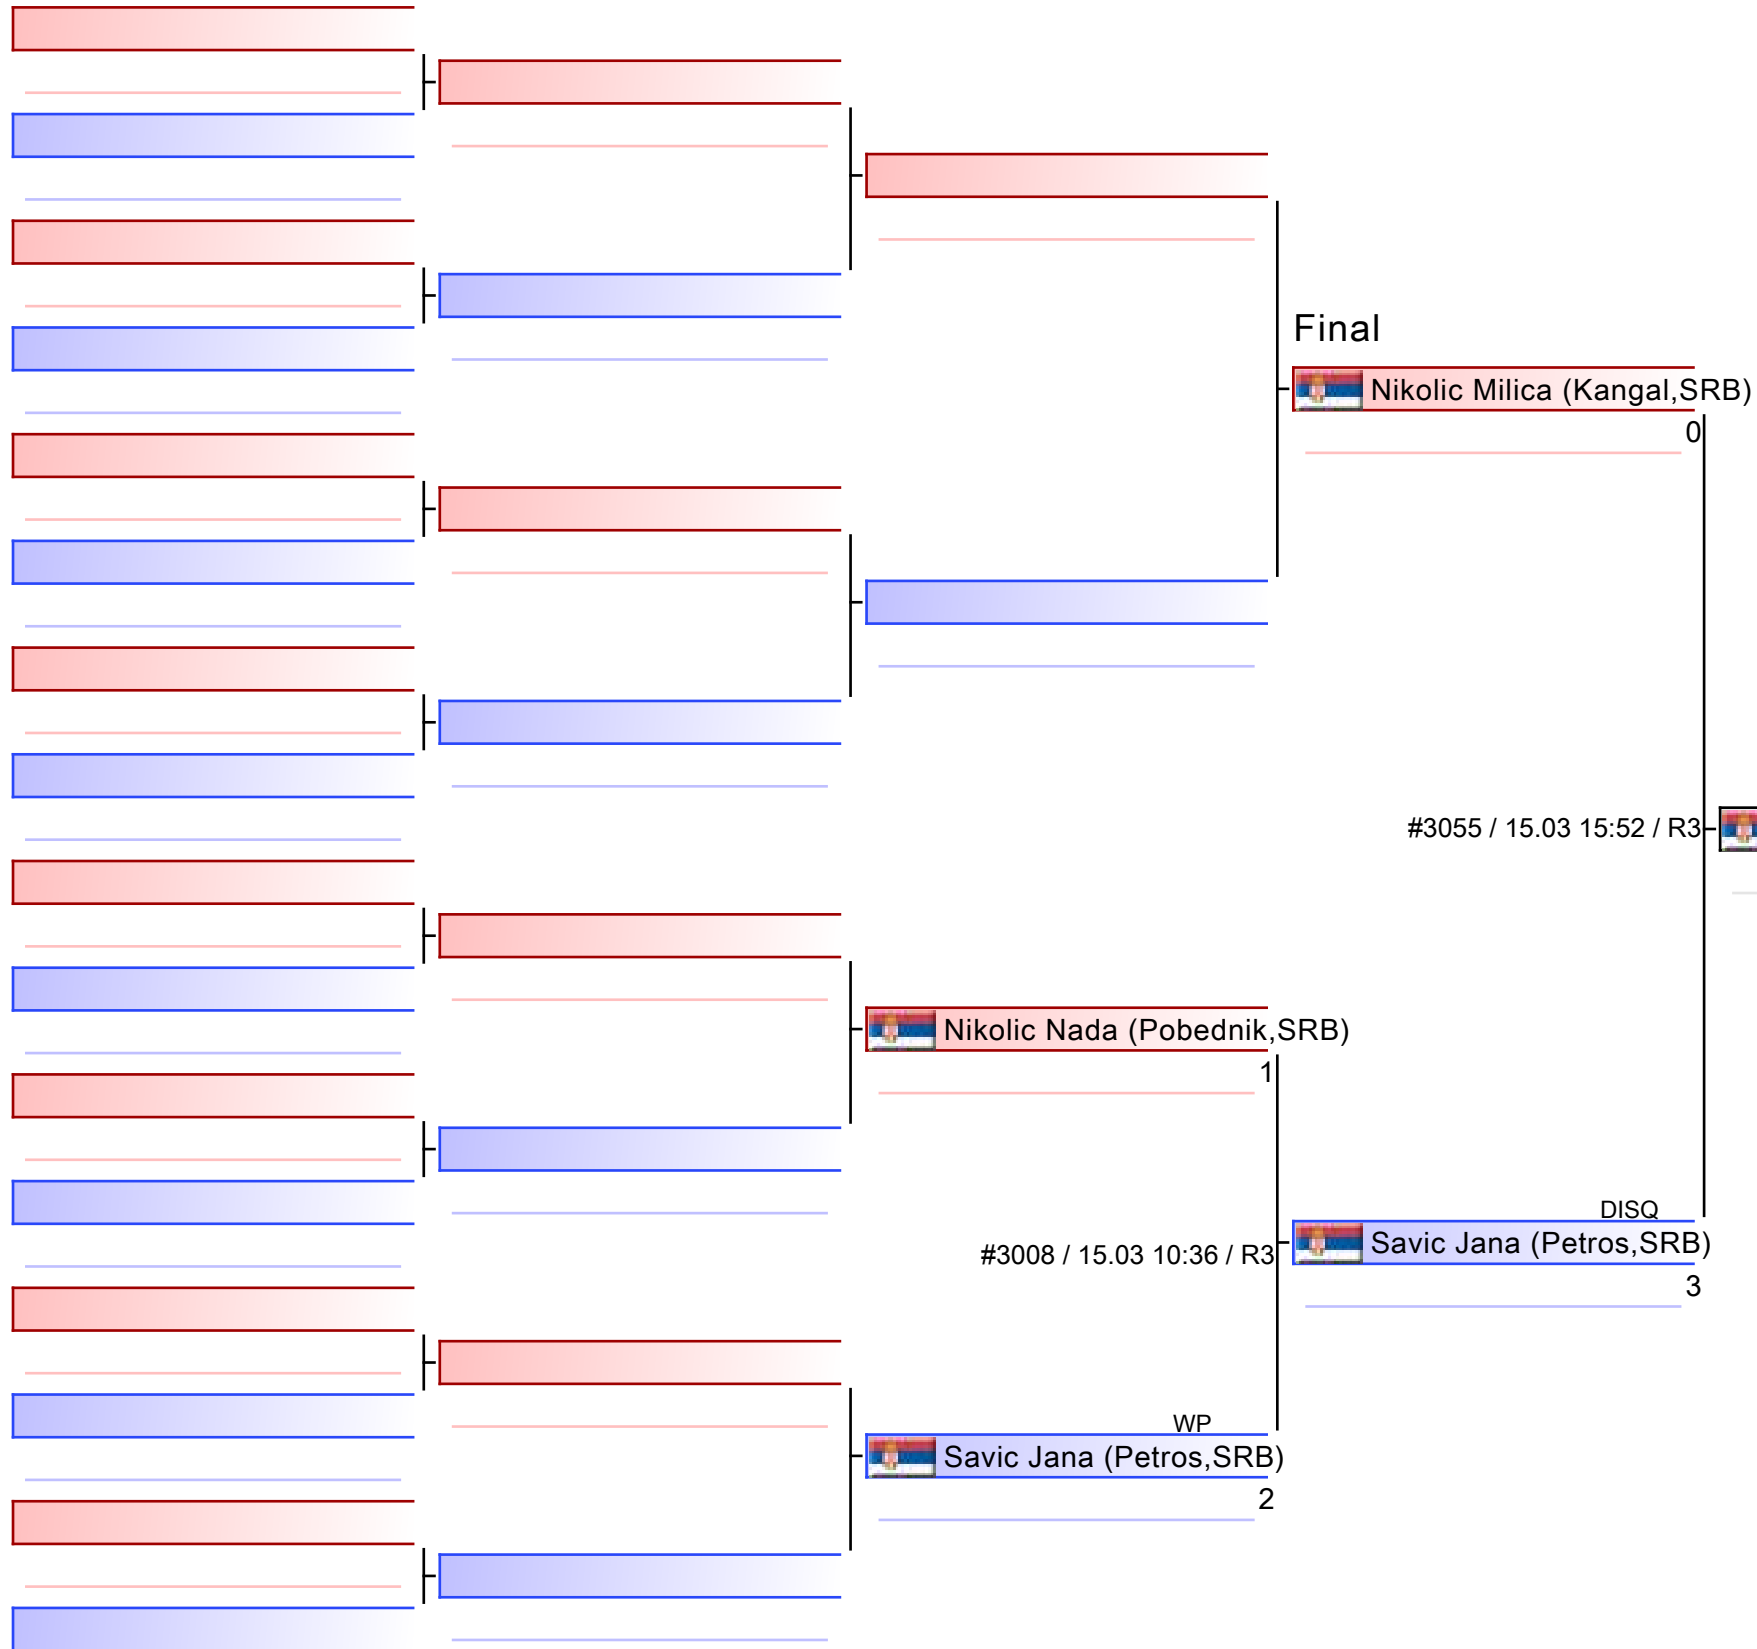 Final
Nikolic Milica (Kangal,SRB)
0
#3055 / 15.03 15:52 / R3
Nikolic Nada (Pobednik,SRB)
1
DISQ
Savic Jana (Petros,SRB)
#3008 / 15.03 10:36 / R3
3
WP
Savic Jana (Petros,SRB)
2